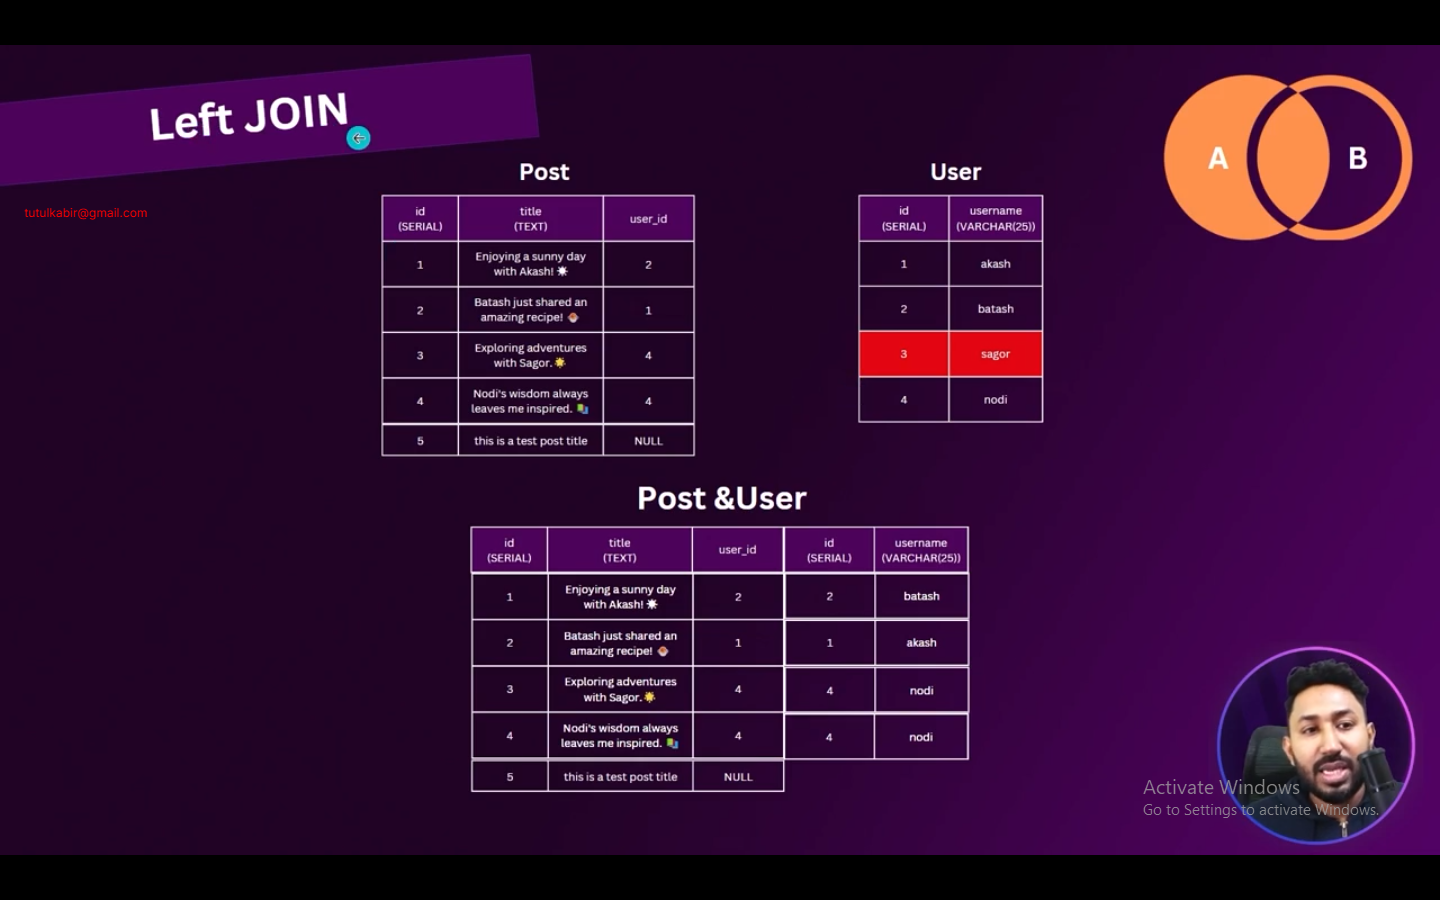 Left JOIN
tutulkabir@gmail.com
A
B
Post
id
(SERIAL)
title
(TEXT)
user_id
1
Enjoying a sunny day
with Akash! ☀
2
2
Batash just shared an
amazing recipe!
1
3
Exploring adventures
with Sagor. 🌟
4
4
Nodi's wisdom always
leaves me inspired.
4
5
this is a test post title
NULL
User
id
(SERIAL)
username
(VARCHAR(25))
1
akash
2
batash
3
sagor
4
nodi
Post &User
id
(SERIAL)
title
(TEXT)
user_id
id
(SERIAL)
username
(VARCHAR(25))
1
Enjoying a sunny day
with Akash! ☀
2
2
batash
2
Batash just shared an
amazing recipe!
1
1
akash
3
Exploring adventures
with Sagor. 🌟
4
4
nodi
4
Nodi's wisdom always
leaves me inspired.
4
4
nodi
5
this is a test post title
NULL
Activate Windows
Go to Settings to activate Windows.